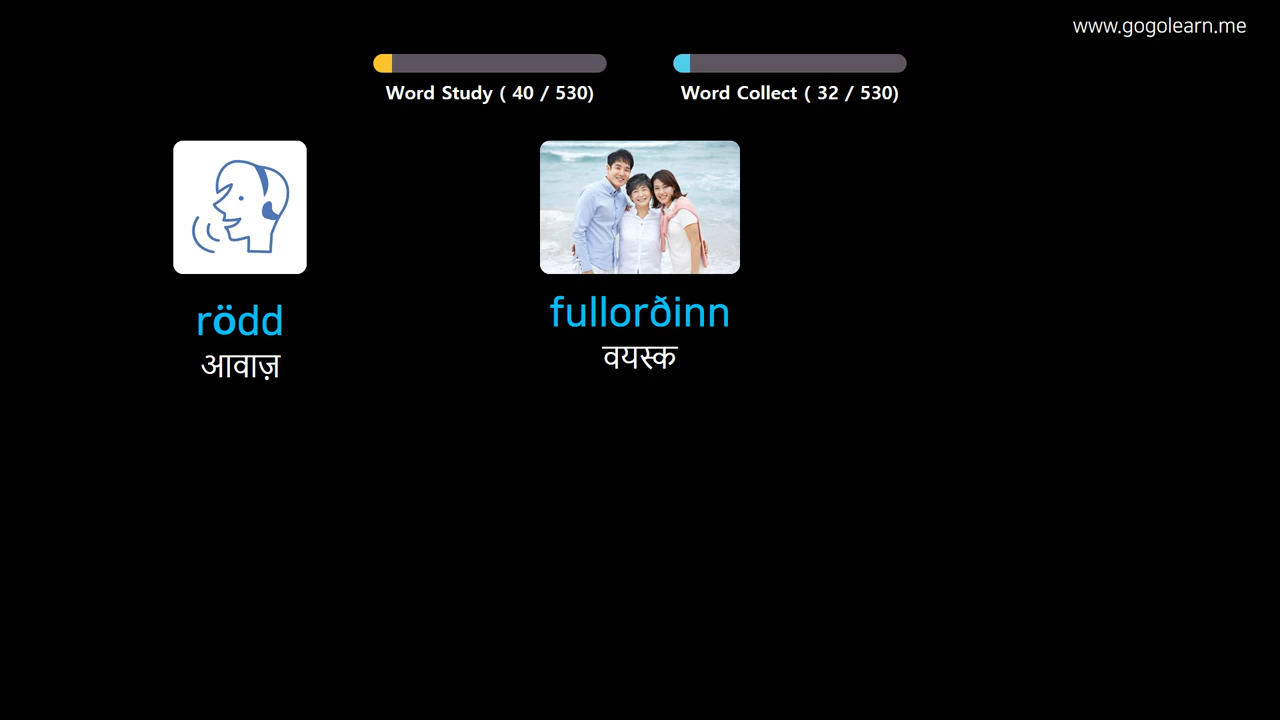 www.gogolearn.me
Word Study ( 40 / 530)
Word Collect ( 32 / 530)
rödd
आवाज़
fullorðinn
वयस्क